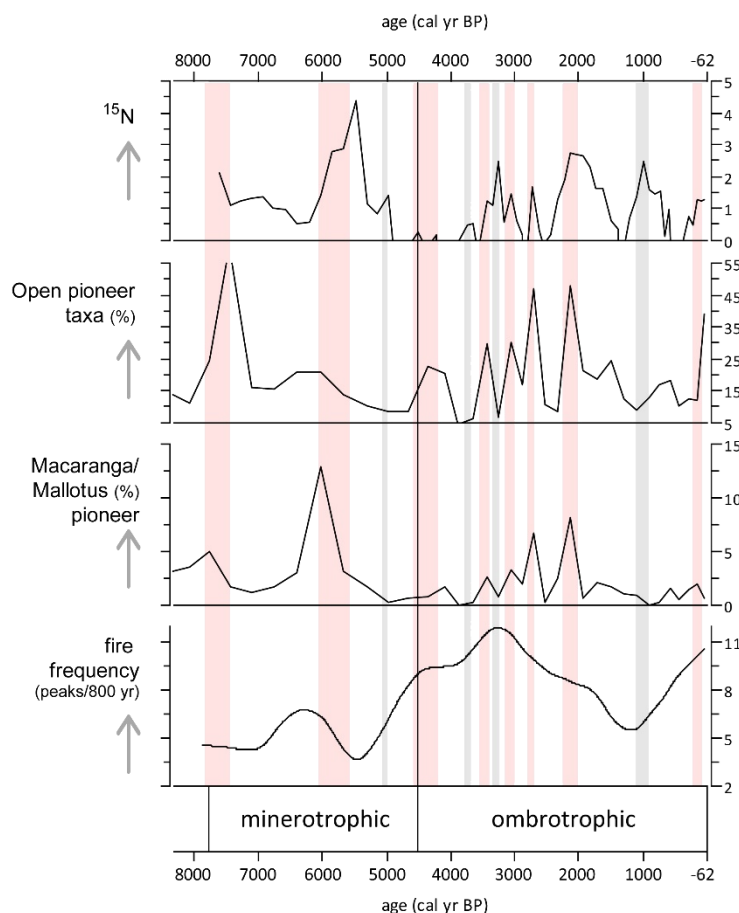 age (cal yr BP)
8000 7000 6000 5000 4000 3000 2000 1000 -62
15N
5
4
3
2
1
0
Open pioneer
taxa (%)
55
45
35
25
15
5
Macaranga/
Mallotus (%)
pioneer
15
10
5
0
fire
frequency
(peaks/800 yr)
11
8
5
2
minerotrophic ombrotrophic
8000 7000 6000 5000 4000 3000 2000 1000 -62
age (cal yr BP)